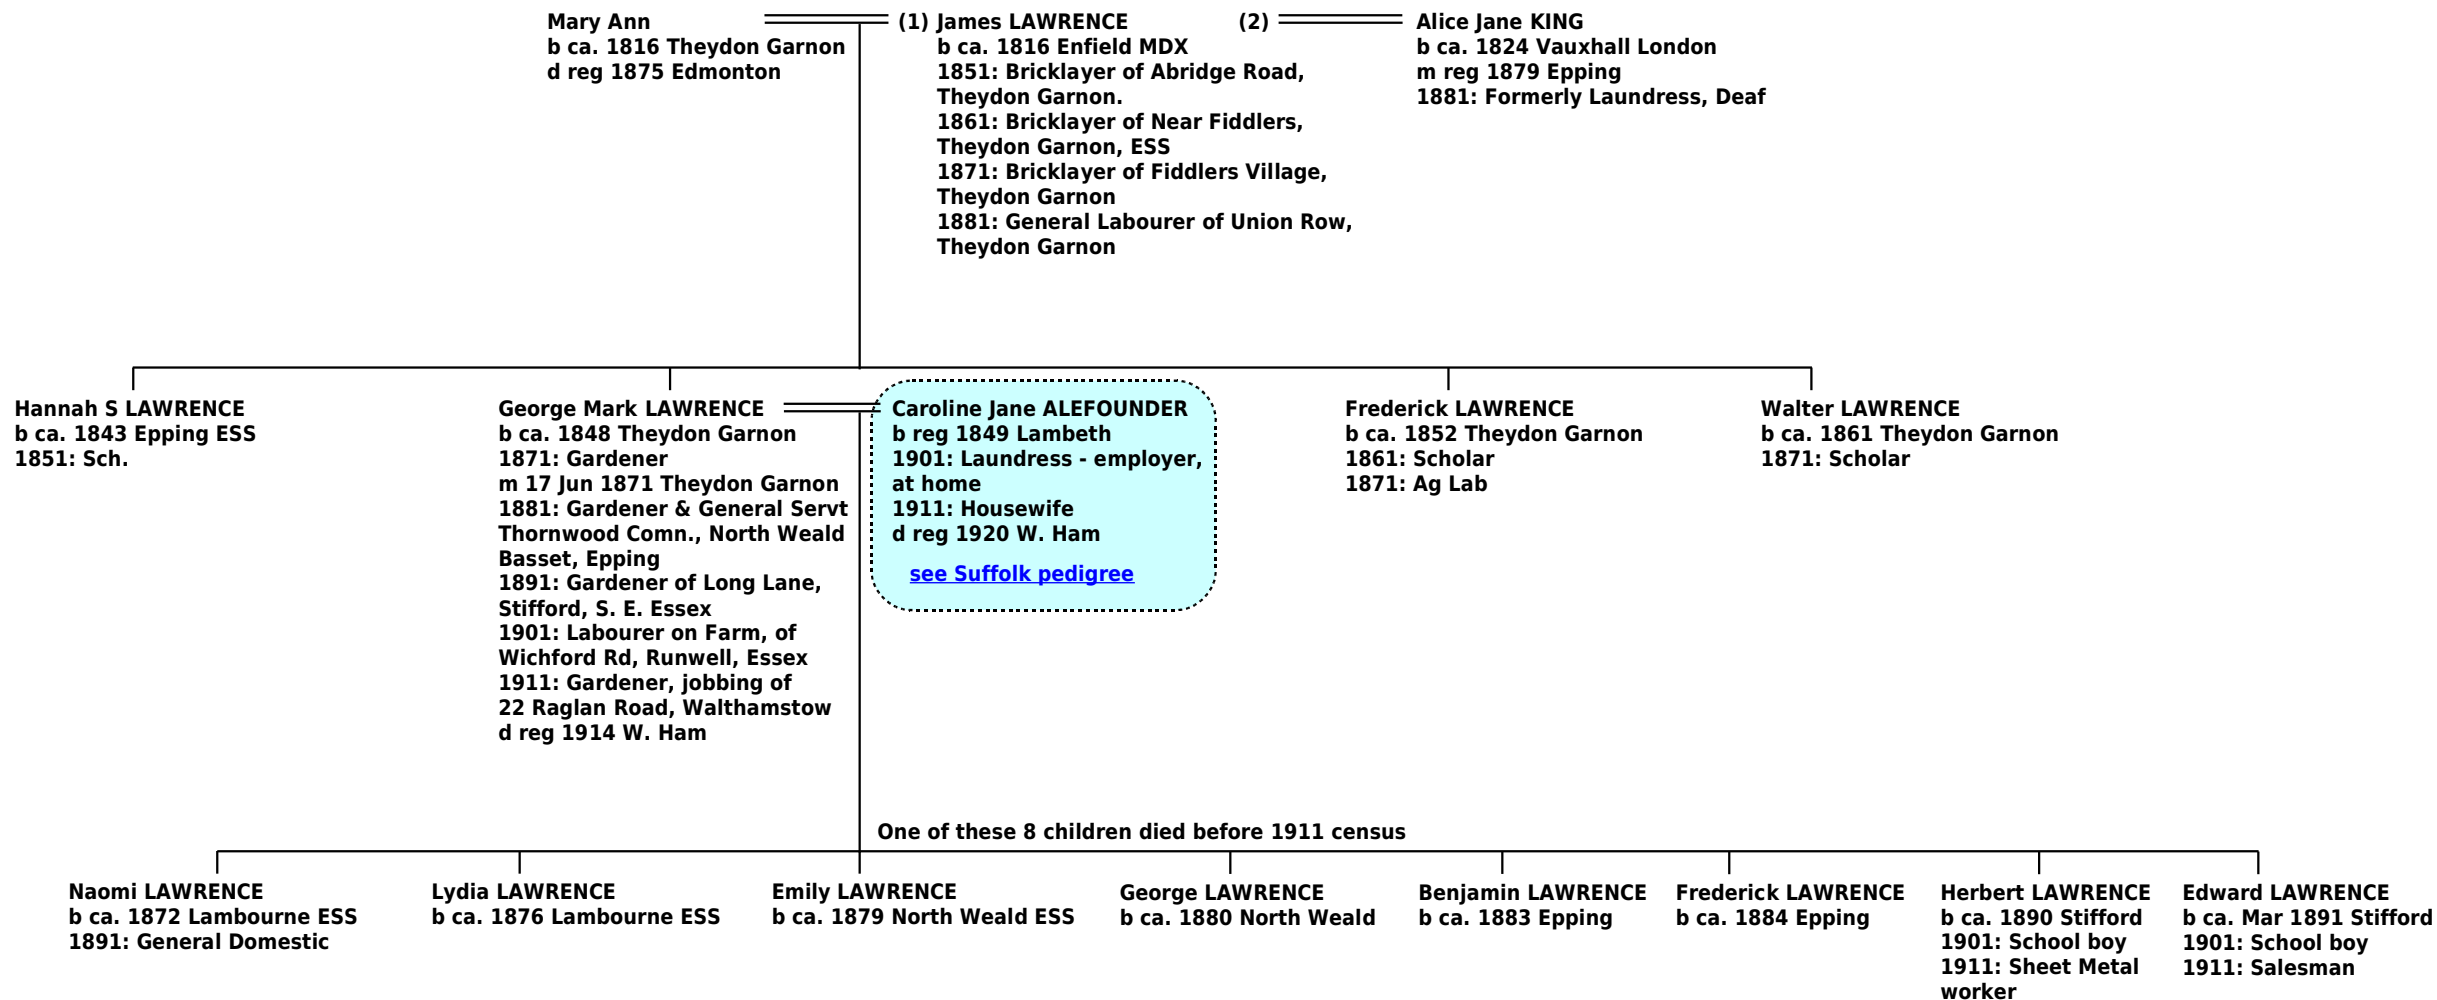 Mary Ann
b ca. 1816 Theydon Garnon
d reg 1875 Edmonton
(1) James LAWRENCE (2)
b ca. 1816 Enfield MDX
1851: Bricklayer of Abridge Road,
Theydon Garnon.
1861: Bricklayer of Near Fiddlers,
Theydon Garnon, ESS
1871: Bricklayer of Fiddlers Village,
Theydon Garnon
1881: General Labourer of Union Row,
Theydon Garnon
Alice Jane KING
b ca. 1824 Vauxhall London
m reg 1879 Epping
1881: Formerly Laundress, Deaf
Hannah S LAWRENCE
b ca. 1843 Epping ESS
1851: Sch.
George Mark LAWRENCE
b ca. 1848 Theydon Garnon
1871: Gardener
m 17 Jun 1871 Theydon Garnon
1881: Gardener & General Servt
Thornwood Comn., North Weald
Basset, Epping
1891: Gardener of Long Lane,
Stifford, S. E. Essex
1901: Labourer on Farm, of
Wichford Rd, Runwell, Essex
1911: Gardener, jobbing of
22 Raglan Road, Walthamstow
d reg 1914 W. Ham
Caroline Jane ALEFOUNDER
b reg 1849 Lambeth
1901: Laundress - employer,
at home
1911: Housewife
d reg 1920 W. Ham
see Suffolk pedigree
Frederick LAWRENCE
b ca. 1852 Theydon Garnon
1861: Scholar
1871: Ag Lab
Walter LAWRENCE
b ca. 1861 Theydon Garnon
1871: Scholar
One of these 8 children died before 1911 census
Naomi LAWRENCE
b ca. 1872 Lambourne ESS
1891: General Domestic
Lydia LAWRENCE
b ca. 1876 Lambourne ESS
Emily LAWRENCE
b ca. 1879 North Weald ESS
George LAWRENCE
b ca. 1880 North Weald
Benjamin LAWRENCE
b ca. 1883 Epping
Frederick LAWRENCE
b ca. 1884 Epping
Herbert LAWRENCE
b ca. 1890 Stifford
1901: School boy
1911: Sheet Metal
worker
Edward LAWRENCE
b ca. Mar 1891 Stifford
1901: School boy
1911: Salesman